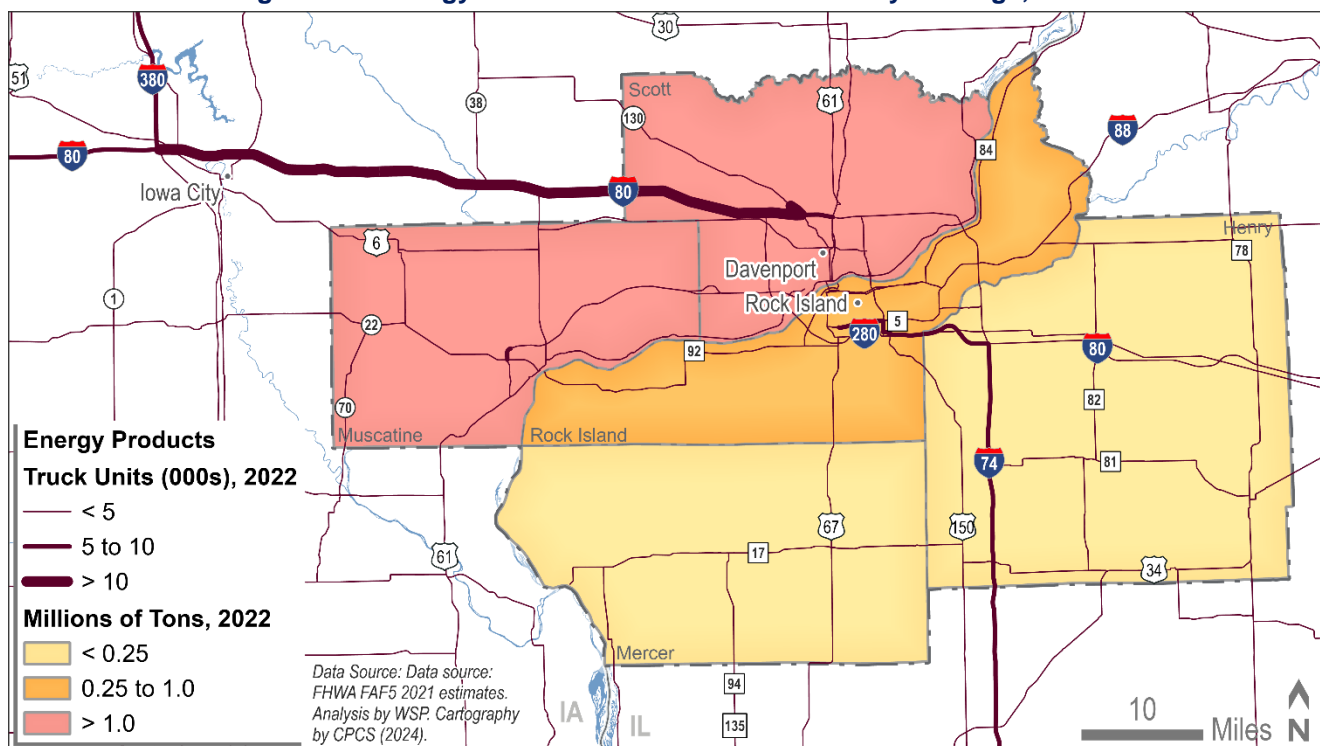 30
51
380
38
61
Scott
130
88
80
84
Iowa City
80
Henry
6
78
Davenport
1
Rock Island
22
5
280
92
80
82
70
Muscatine
Rock Island
74
81
67
150
61
17
34
Mercer
94
135
Energy Products
Truck Units (000s), 2022
< 5
5 to 10
> 10
Millions of Tons, 2022
< 0.25
0.25 to 1.0
> 1.0
Data Source: Data source:
FHWA FAF5 2021 estimates.
Analysis by WSP. Cartography
by CPCS (2024).
IA
IL
10
Miles
N